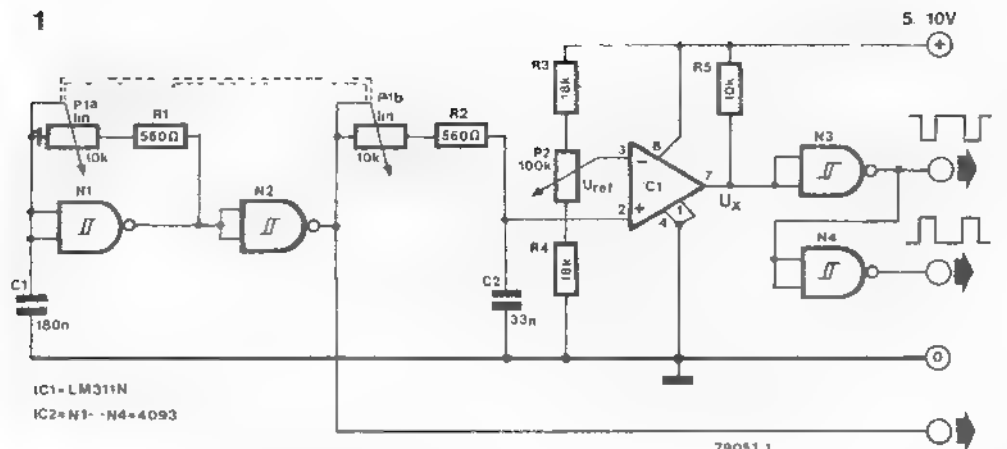 1
5 10V
+
R3
18k
R5
10k
P1a
lin
10k
R1
560Ω
P1b
lin
10k
R2
560Ω
P2
100k
Uref
3
8
IC1
7
2
4
1
Ux
N3
N1
N2
N4
R4
18k
C1
180n
C2
33n
0
IC1=LM311N
IC2=N1···N4=4093
79051 1